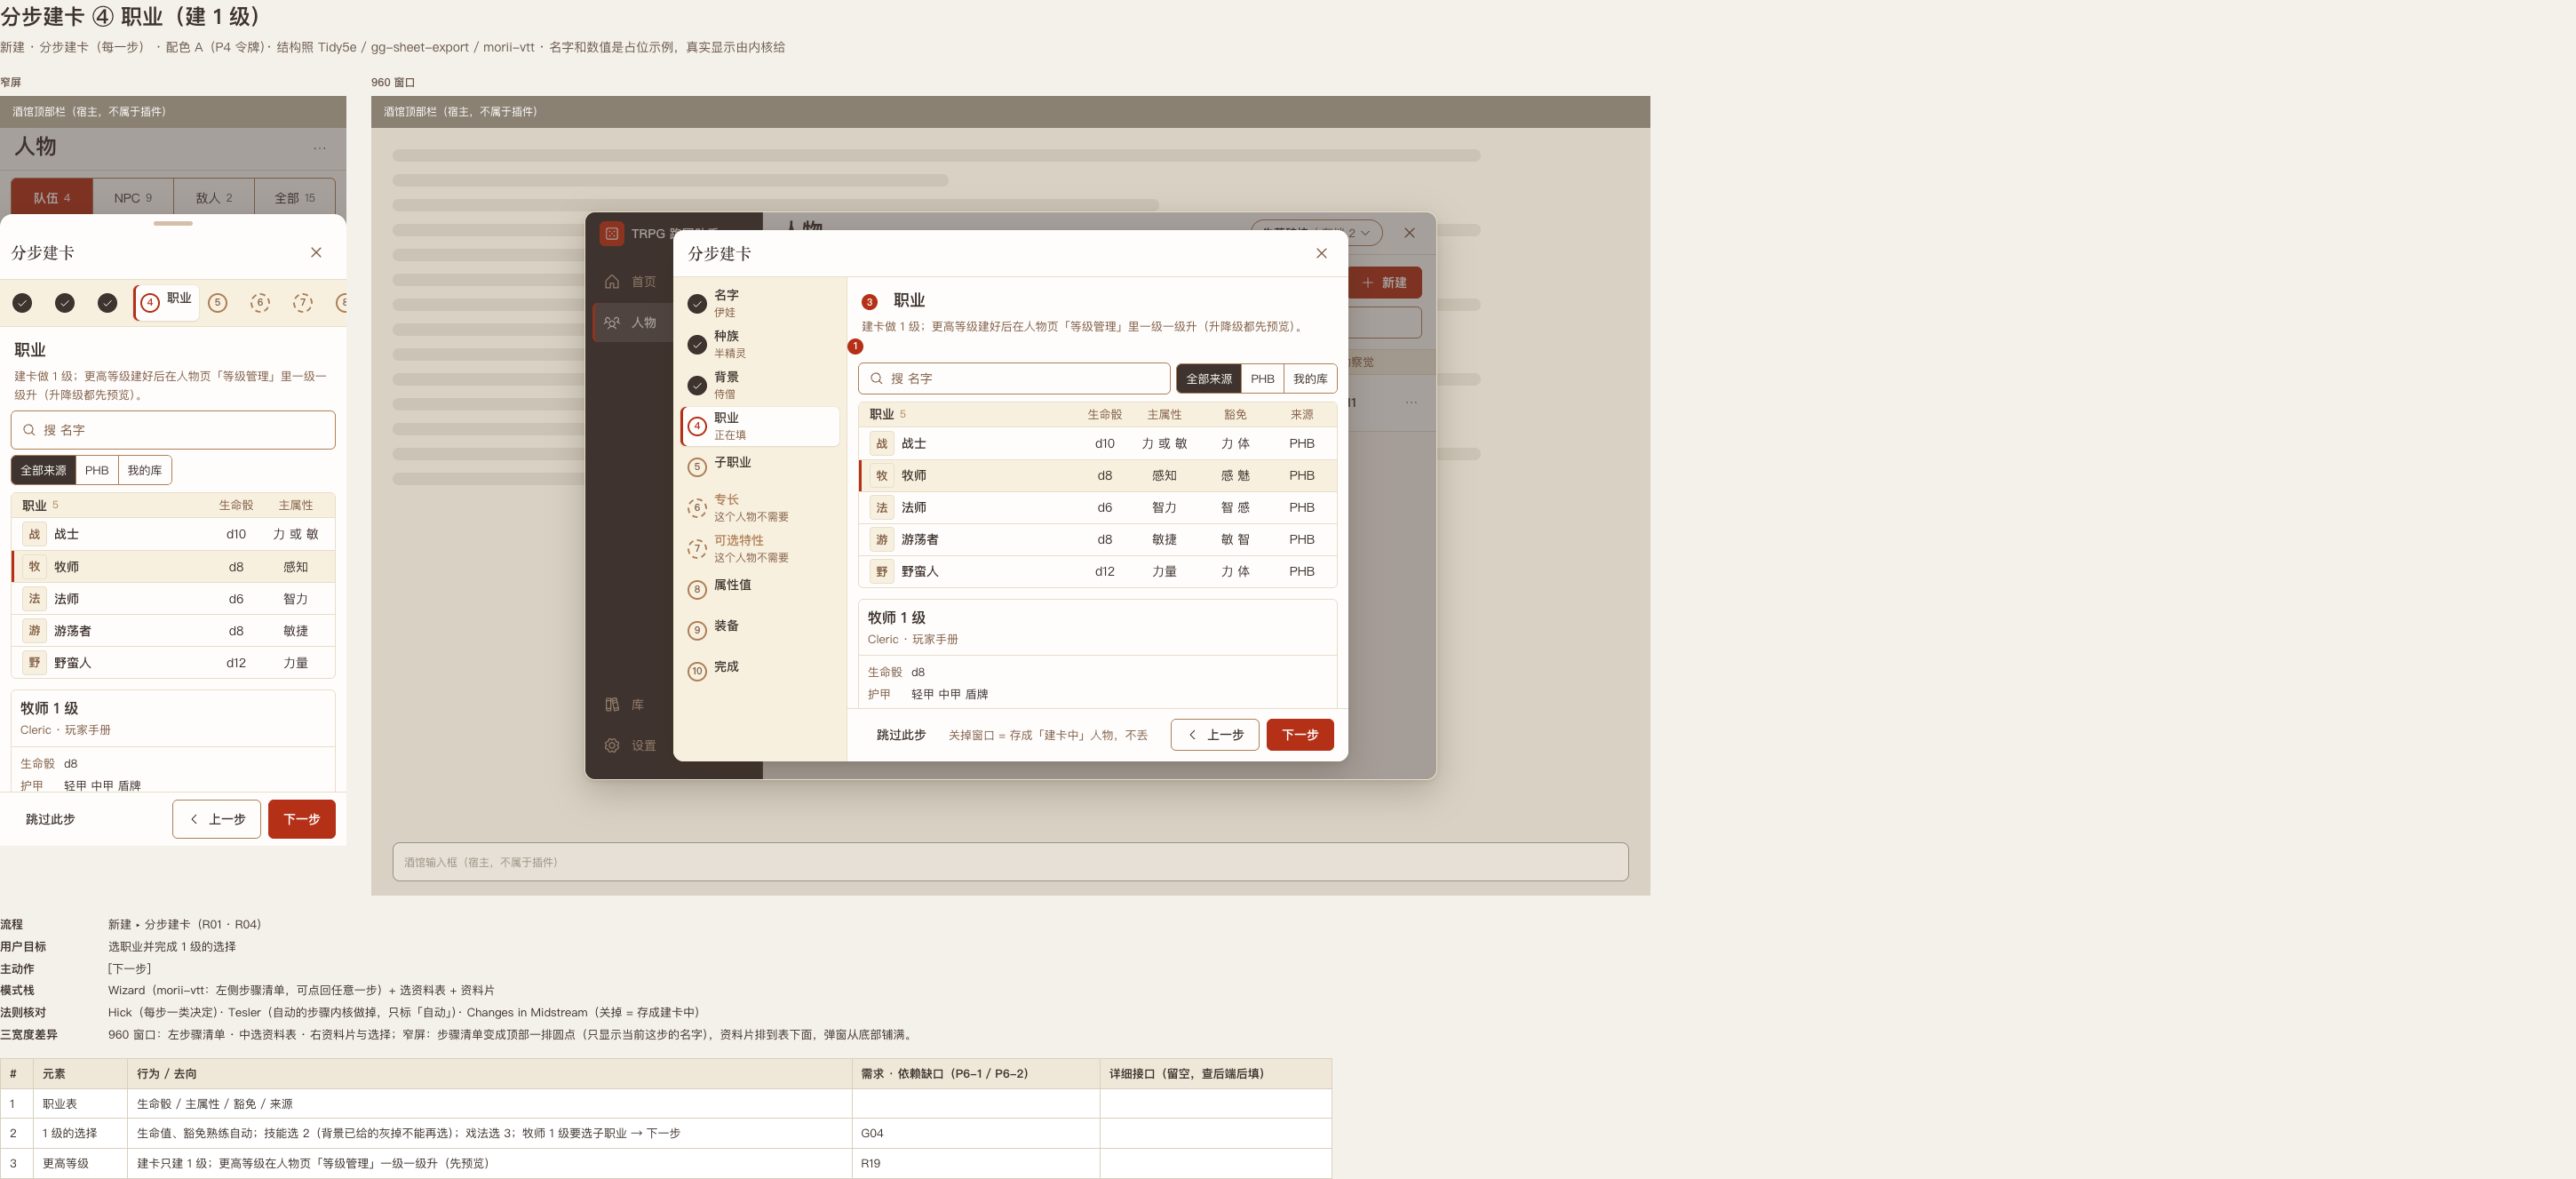 分步建卡 ④ 职业（建 1 级）
新建 · 分步建卡（每一步） · 配色 A（P4 令牌）· 结构照 Tidy5e / gg-sheet-export / morii-vtt · 名字和数值是占位示例，真实显示由内核给
窄屏
酒馆顶部栏（宿主，不属于插件）
人物
···
队伍 4
NPC 9
敌人 2
全部 15
分步建卡
4 职业
5
6
7
职业
建卡做 1 级；更高等级建好后在人物页「等级管理」里一级一
级升（升降级都先预览）。
搜 名字
全部来源 PHB 我的库
职业 5 生命骰 主属性
战 战士 d10 力 或 敏
牧 牧师 d8 感知
法 法师 d6 智力
游 游荡者 d8 敏捷
野 野蛮人 d12 力量
牧师 1 级
Cleric · 玩家手册
生命骰 d8
护甲 轻甲 中甲 盾牌
跳过此步 上一步 下一步
960 窗口
酒馆顶部栏（宿主，不属于插件）
TRPG
首页
人物
库
设置
2
新建
察觉
···
分步建卡
名字
伊娃
种族
半精灵
背景
侍僧
4 职业
正在填
5 子职业
6 专长
这个人物不需要
7 可选特性
这个人物不需要
8 属性值
9 装备
10 完成
3 职业
建卡做 1 级；更高等级建好后在人物页「等级管理」里一级一级升（升降级都先预览）。
1
搜 名字
全部来源 PHB 我的库
职业 5 生命骰 主属性 豁免 来源
战 战士 d10 力 或 敏 力 体 PHB
牧 牧师 d8 感知 感 魅 PHB
法 法师 d6 智力 智 感 PHB
游 游荡者 d8 敏捷 敏 智 PHB
野 野蛮人 d12 力量 力 体 PHB
牧师 1 级
Cleric · 玩家手册
生命骰 d8
护甲 轻甲 中甲 盾牌
跳过此步 关掉窗口 = 存成「建卡中」人物，不丢 上一步 下一步
酒馆输入框（宿主，不属于插件）
流程 新建 ▸ 分步建卡（R01 · R04）
用户目标 选职业并完成 1 级的选择
主动作 [下一步]
模式栈 Wizard（morii-vtt：左侧步骤清单，可点回任意一步）+ 选资料表 + 资料片
法则核对 Hick（每步一类决定）· Tesler（自动的步骤内核做掉，只标「自动」）· Changes in Midstream（关掉 = 存成建卡中）
三宽度差异 960 窗口：左步骤清单 · 中选资料表 · 右资料片与选择；窄屏：步骤清单变成顶部一排圆点（只显示当前这步的名字），资料片排到表下面，弹窗从底部铺满。
# 元素 行为 / 去向 需求 · 依赖缺口（P6-1 / P6-2） 详细接口（留空，查后端后填）
1 职业表 生命骰 / 主属性 / 豁免 / 来源
2 1 级的选择 生命值、豁免熟练自动；技能选 2（背景已给的灰掉不能再选）；戏法选 3；牧师 1 级要选子职业 → 下一步 G04
3 更高等级 建卡只建 1 级；更高等级在人物页「等级管理」一级一级升（先预览） R19